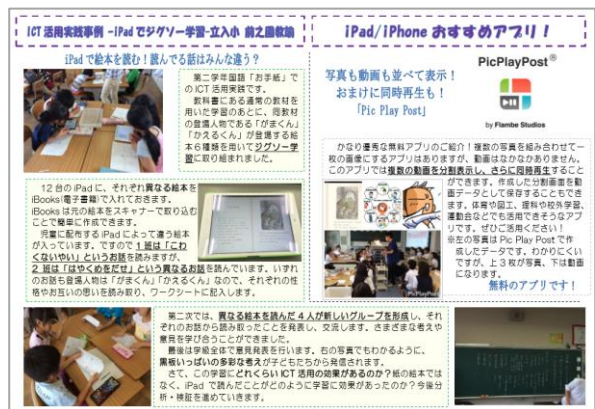 ICT 活用実践事例 －iPad でジグソー学習－立入小 前之園教諭
iPad で絵本を読む！読んでる話はみんな違う？
第二学年国語「お手紙」で
の ICT 活用実践です。
教科書にある通常の教材を
用いた学習のあとに、同教材
の登場人物である「がまくん」
「かえるくん」が登場する絵
本６種類を用いてジグソー学
習に取り組まれました。
１２台の iPad に、それぞれ異なる絵本を
iBooks(電子書籍)で入れておきます。
iBooks は元の絵本をスキャナーで取り込む
ことで簡単に作成できます。
児童に配布する iPad によって違う絵本
が入っています。ですので１班は「こわ
くないやい」というお話を読みますが、
２班は「はやくめをだせ」という異なるお話を読んでいます。いずれ
のお話も登場人物は「がまくん」「かえるくん」なので、それぞれの性
格やお互いの思いを読み取り、ワークシートに記入します。
第二次では、異なる絵本を読んだ４人が新しいグループを形成し、それ
ぞれのお話から読み取ったことを発表し、交流します。さまざまな考えや
意見を学び合うことができました。
最後は学級全体で意見発表を行います。右の写真でもわかるように、
黒板いっぱいの多彩な考えが子どもたちから発信されます。
さて、この学習にどれくらい ICT 活用の効果があるのか？紙の絵本では
なく、iPad で読んだことがどのように学習に効果があったのか？今後分
析・検証を進めていきます。
iPad/iPhone おすすめアプリ！
写真も動画も並べて表示！
おまけに同時再生も！
「Pic Play Post」
PicPlayPost®
by Flambe Studios
かなり優秀な無料アプリのご紹介！複数の写真を組み合わせて一
枚の画像にするアプリはありますが、動画はなかなかありません。
このアプリでは複数の動画を分割表示し、さらに同時再生すること
ができます。作成した分割画面を動
画データとして保存することもでき
ます。体育や図工、理科や校外学習、
運動会などでも活用できそうなアプ
リです。ぜひご活用ください！
※左の写真は Pic Play Post で作
成したデータです。わかりにくい
ですが、上３枚が写真、下は動画
になります。
無料のアプリです！